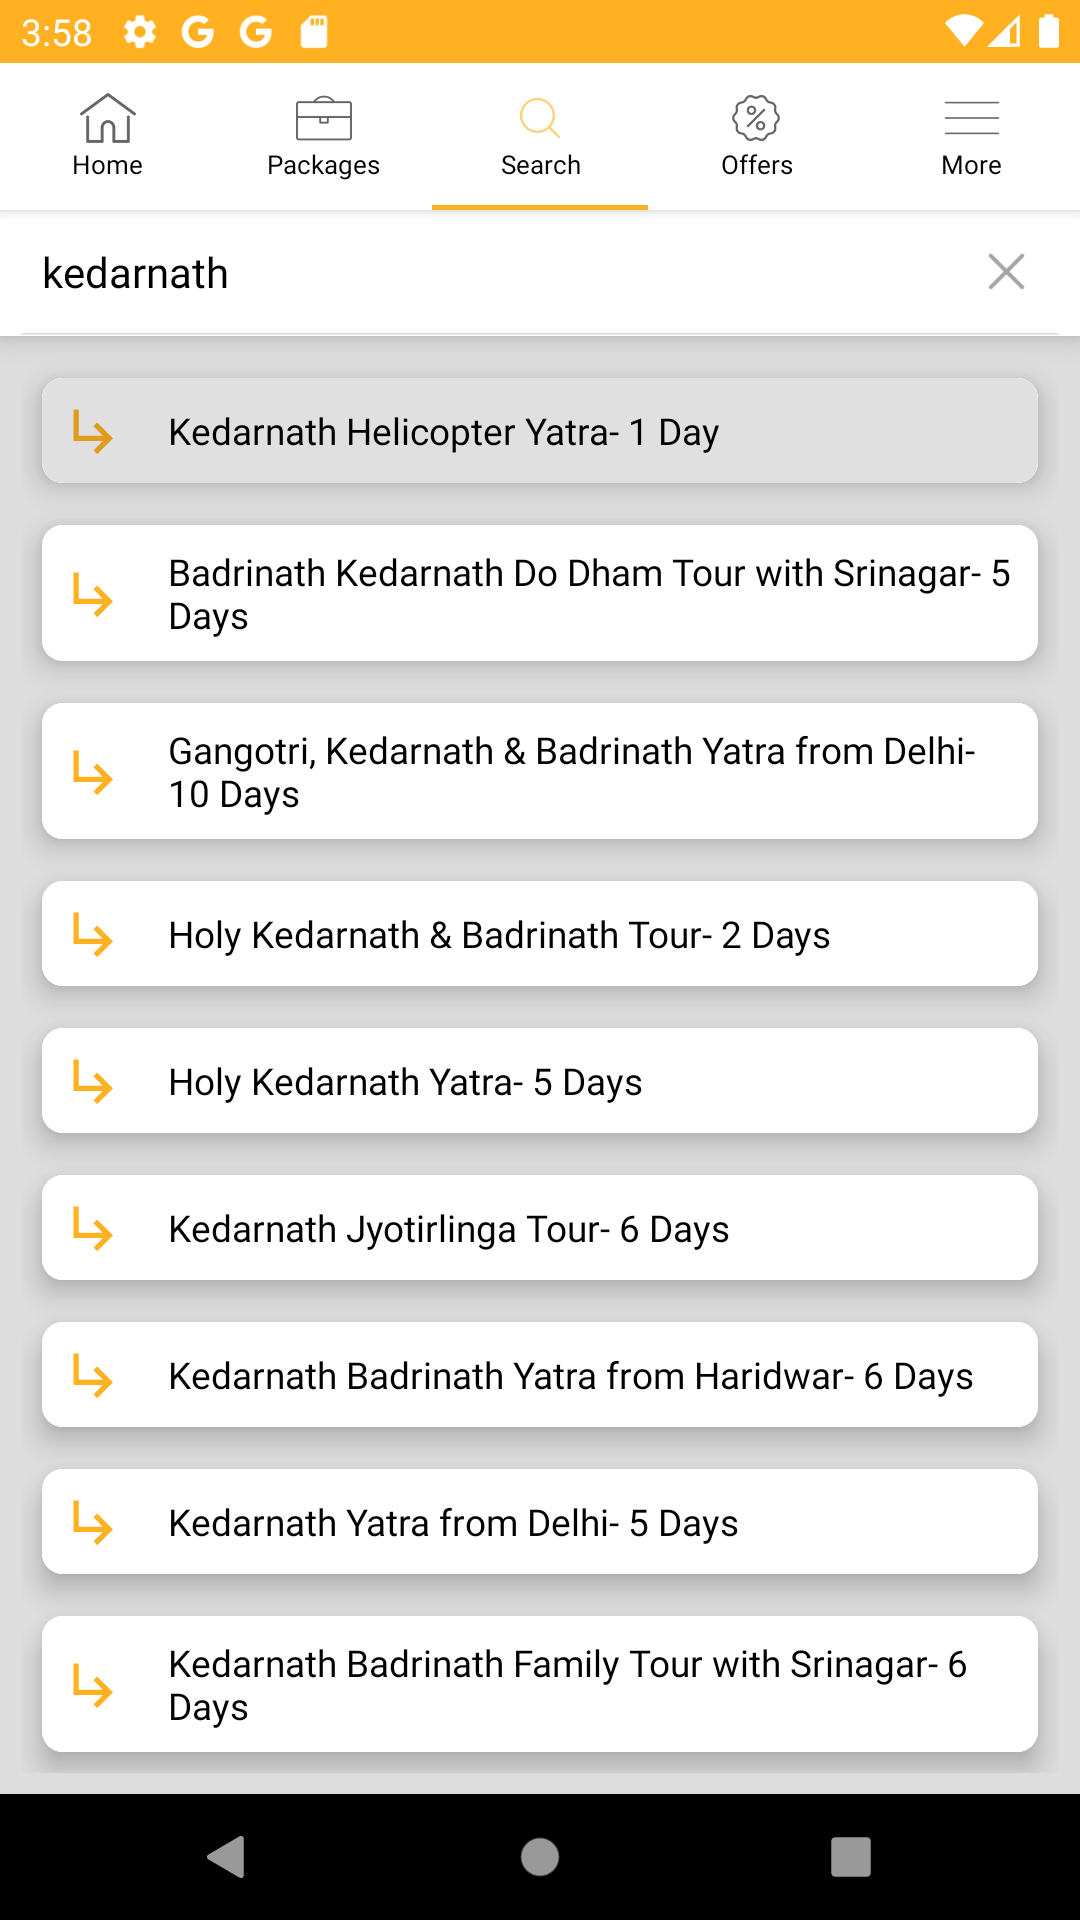 3:58
Home
Packages
Search
Offers
More
kedarnath
Kedarnath Helicopter Yatra- 1 Day
Badrinath Kedarnath Do Dham Tour with Srinagar- 5
Days
Gangotri, Kedarnath & Badrinath Yatra from Delhi-
10 Days
Holy Kedarnath & Badrinath Tour- 2 Days
Holy Kedarnath Yatra- 5 Days
Kedarnath Jyotirlinga Tour- 6 Days
Kedarnath Badrinath Yatra from Haridwar- 6 Days
Kedarnath Yatra from Delhi- 5 Days
Kedarnath Badrinath Family Tour with Srinagar- 6
Days